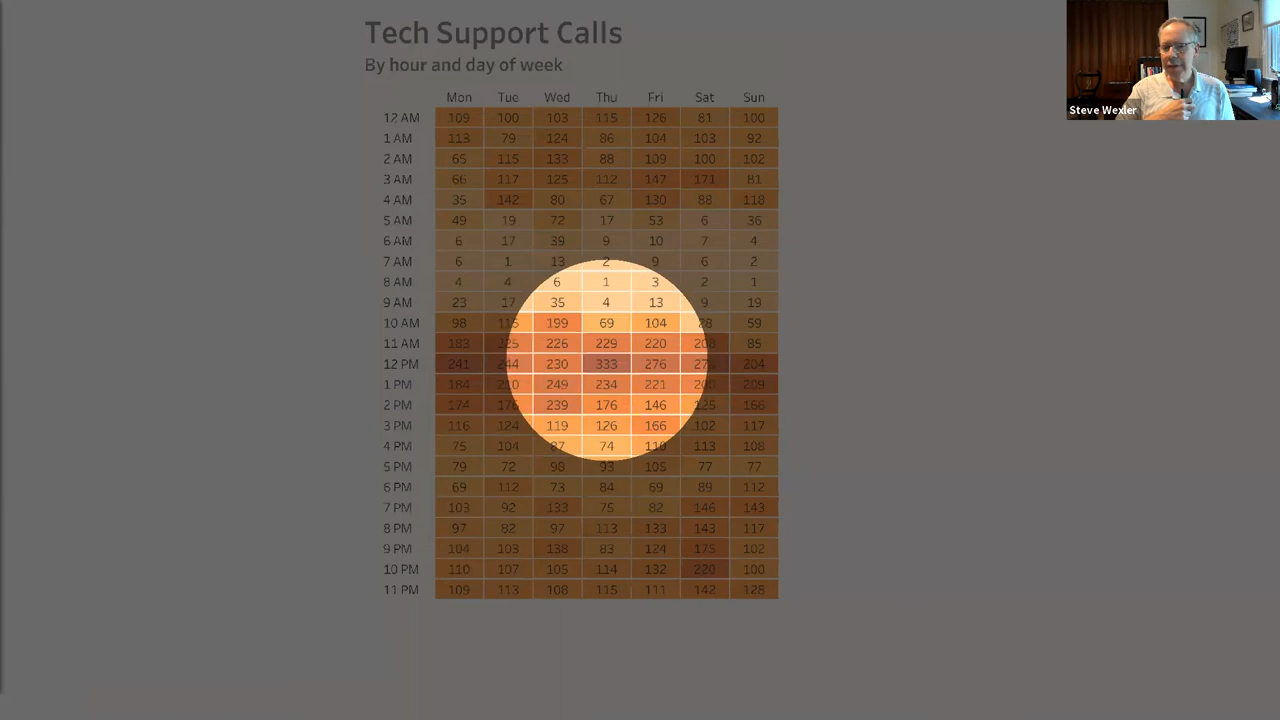 Tech Support Calls
By hour and day of week
Mon Tue Wed Thu Fri Sat Sun
12 AM 109 100 103 115 126 81 100
1 AM 113 79 124 86 104 103 92
2 AM 65 115 133 88 109 100 102
3 AM 66 117 125 112 147 171 81
4 AM 35 142 80 67 130 88 118
5 AM 49 19 72 17 53 6 36
6 AM 6 17 39 9 10 7 4
7 AM 6 1 13 2 9 6 2
8 AM 4 4 6 1 3 2 1
9 AM 23 17 35 4 13 9 19
10 AM 98 115 199 69 104 28 59
11 AM 183 225 226 229 220 208 85
12 PM 241 244 230 333 276 275 204
1 PM 184 210 249 234 221 200 209
2 PM 174 176 239 176 146 125 166
3 PM 116 124 119 126 166 102 117
4 PM 75 104 87 74 110 113 108
5 PM 79 72 98 93 105 77 77
6 PM 69 112 73 84 69 89 112
7 PM 103 92 133 75 82 146 143
8 PM 97 82 97 113 133 143 117
9 PM 104 103 138 83 124 175 102
10 PM 110 107 105 114 132 220 100
11 PM 109 113 108 115 111 142 128
Steve Wexler